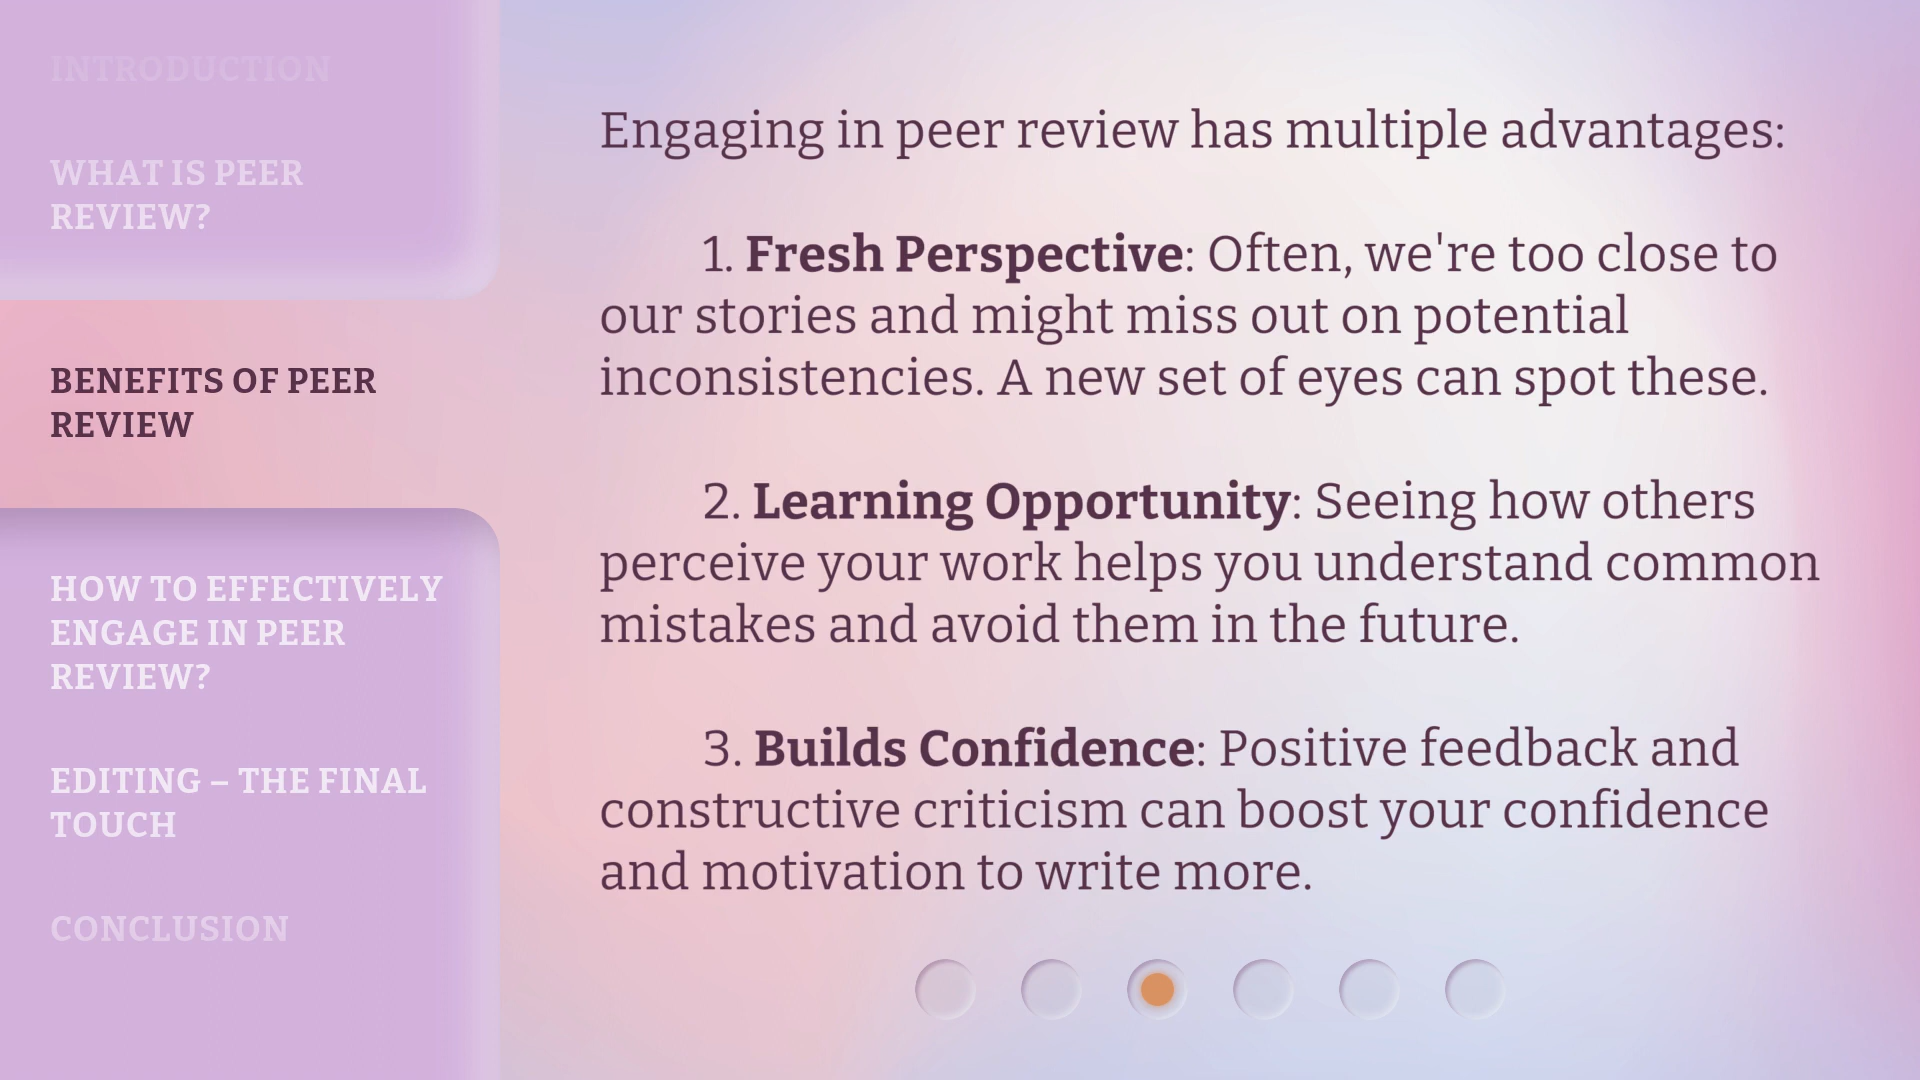 INTRODUCTION
WHAT IS PEER
REVIEW?
BENEFITS OF PEER
REVIEW
HOW TO EFFECTIVELY
ENGAGE IN PEER
REVIEW?
EDITING – THE FINAL
TOUCH
CONCLUSION
Engaging in peer review has multiple advantages:
1. Fresh Perspective: Often, we're too close to
our stories and might miss out on potential
inconsistencies. A new set of eyes can spot these.
2. Learning Opportunity: Seeing how others
perceive your work helps you understand common
mistakes and avoid them in the future.
3. Builds Confidence: Positive feedback and
constructive criticism can boost your confidence
and motivation to write more.